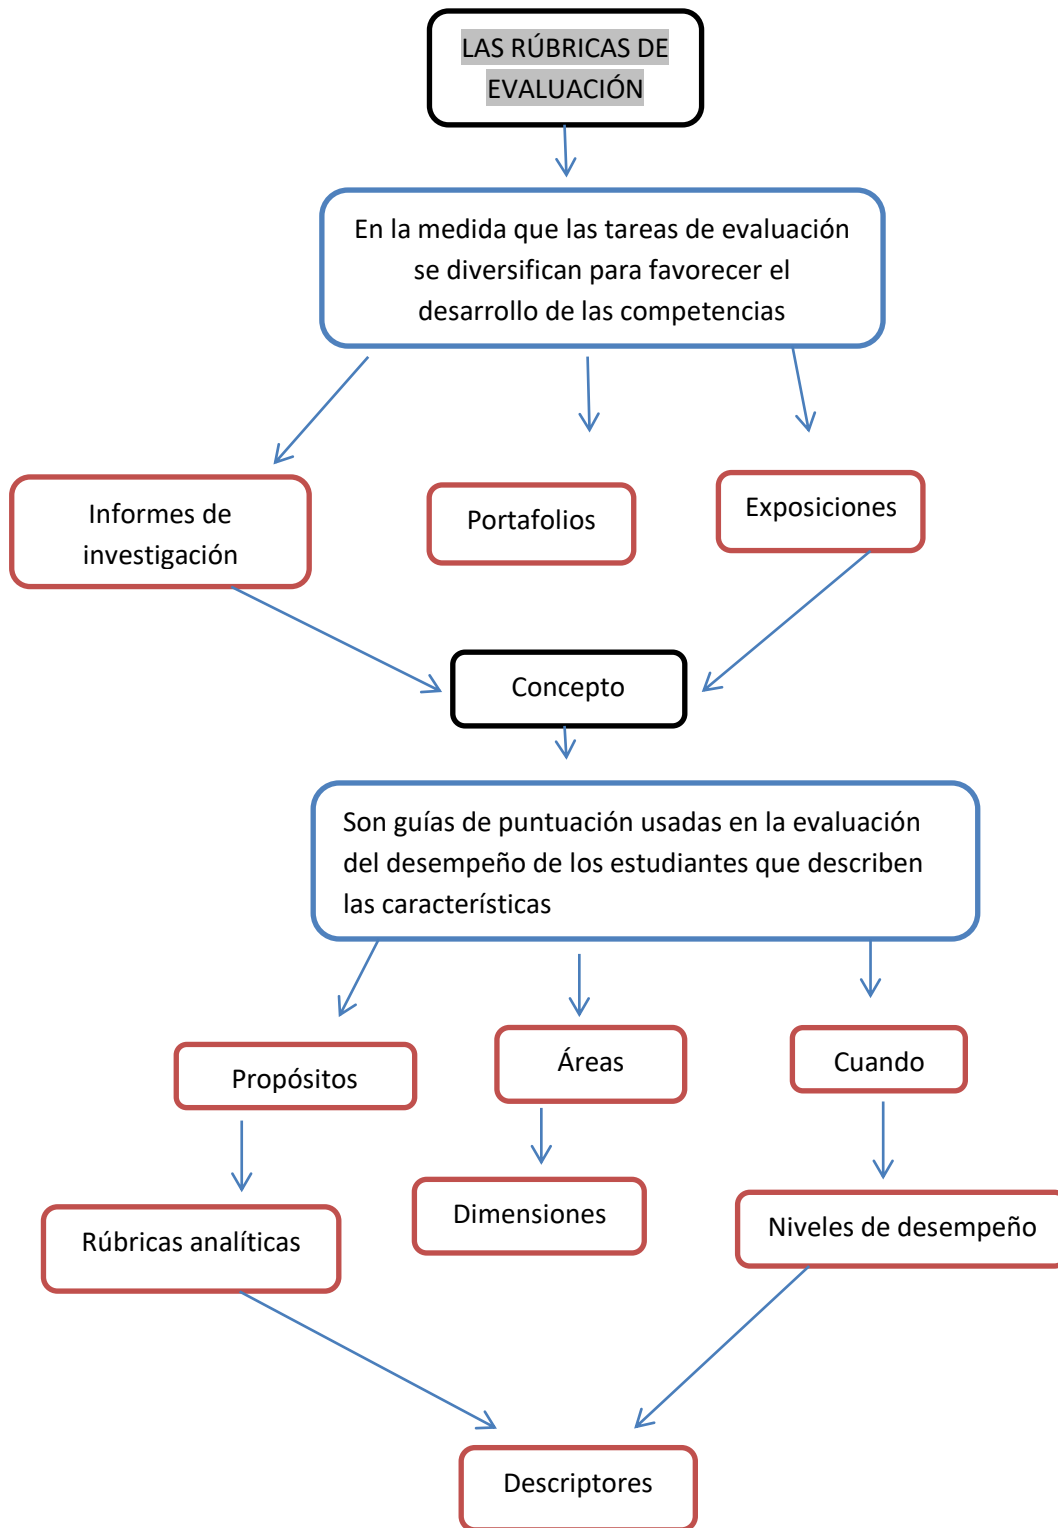 LAS RÚBRICAS DE
EVALUACIÓN
En la medida que las tareas de evaluación
se diversifican para favorecer el
desarrollo de las competencias
Informes de
investigación
Portafolios
Exposiciones
Concepto
Son guías de puntuación usadas en la evaluación
del desempeño de los estudiantes que describen
las características
Propósitos
Áreas
Cuando
Rúbricas analíticas
Dimensiones
Niveles de desempeño
Descriptores